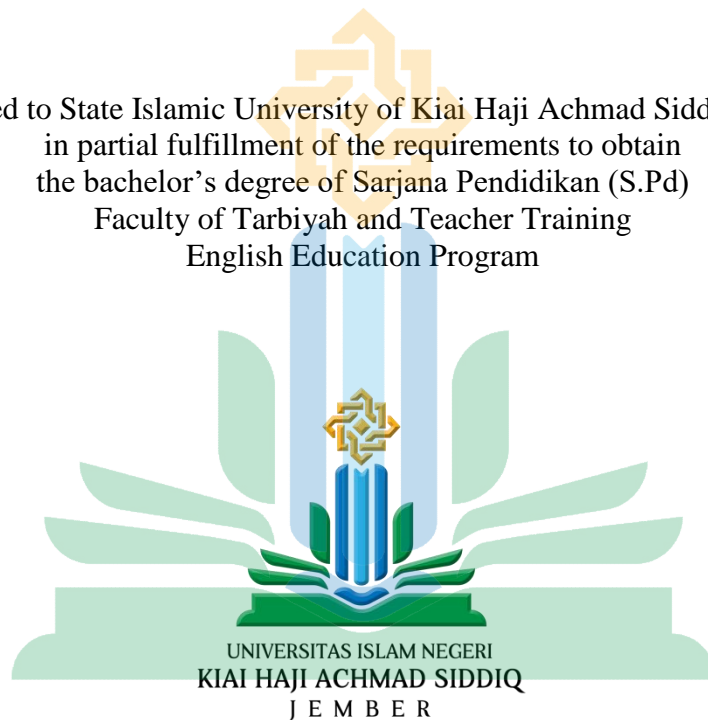 to State Islamic University of Kiai Haji Achmad
in partial fulfillment of the requirements to obtain
the bachelor’s degree of Sarjana Pendidikan (S.Pd)
Faculty of Tarbiyah and Teacher Training
English Education Program
UNIVERSITAS ISLAM NEGERI
KIAI HAJI ACHMAD SIDDIQ
JEMBER